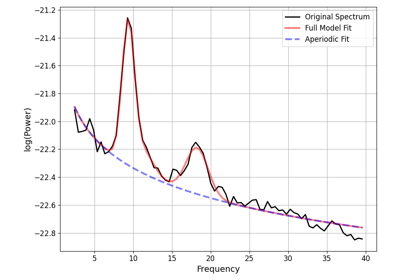 -21.2
-21.4
-21.6
-21.8
-22.0
-22.2
-22.4
-22.6
-22.8
log(Power)
Original Spectrum
Full Model Fit
Aperiodic Fit
5 10 15 20 25 30 35 40
Frequency